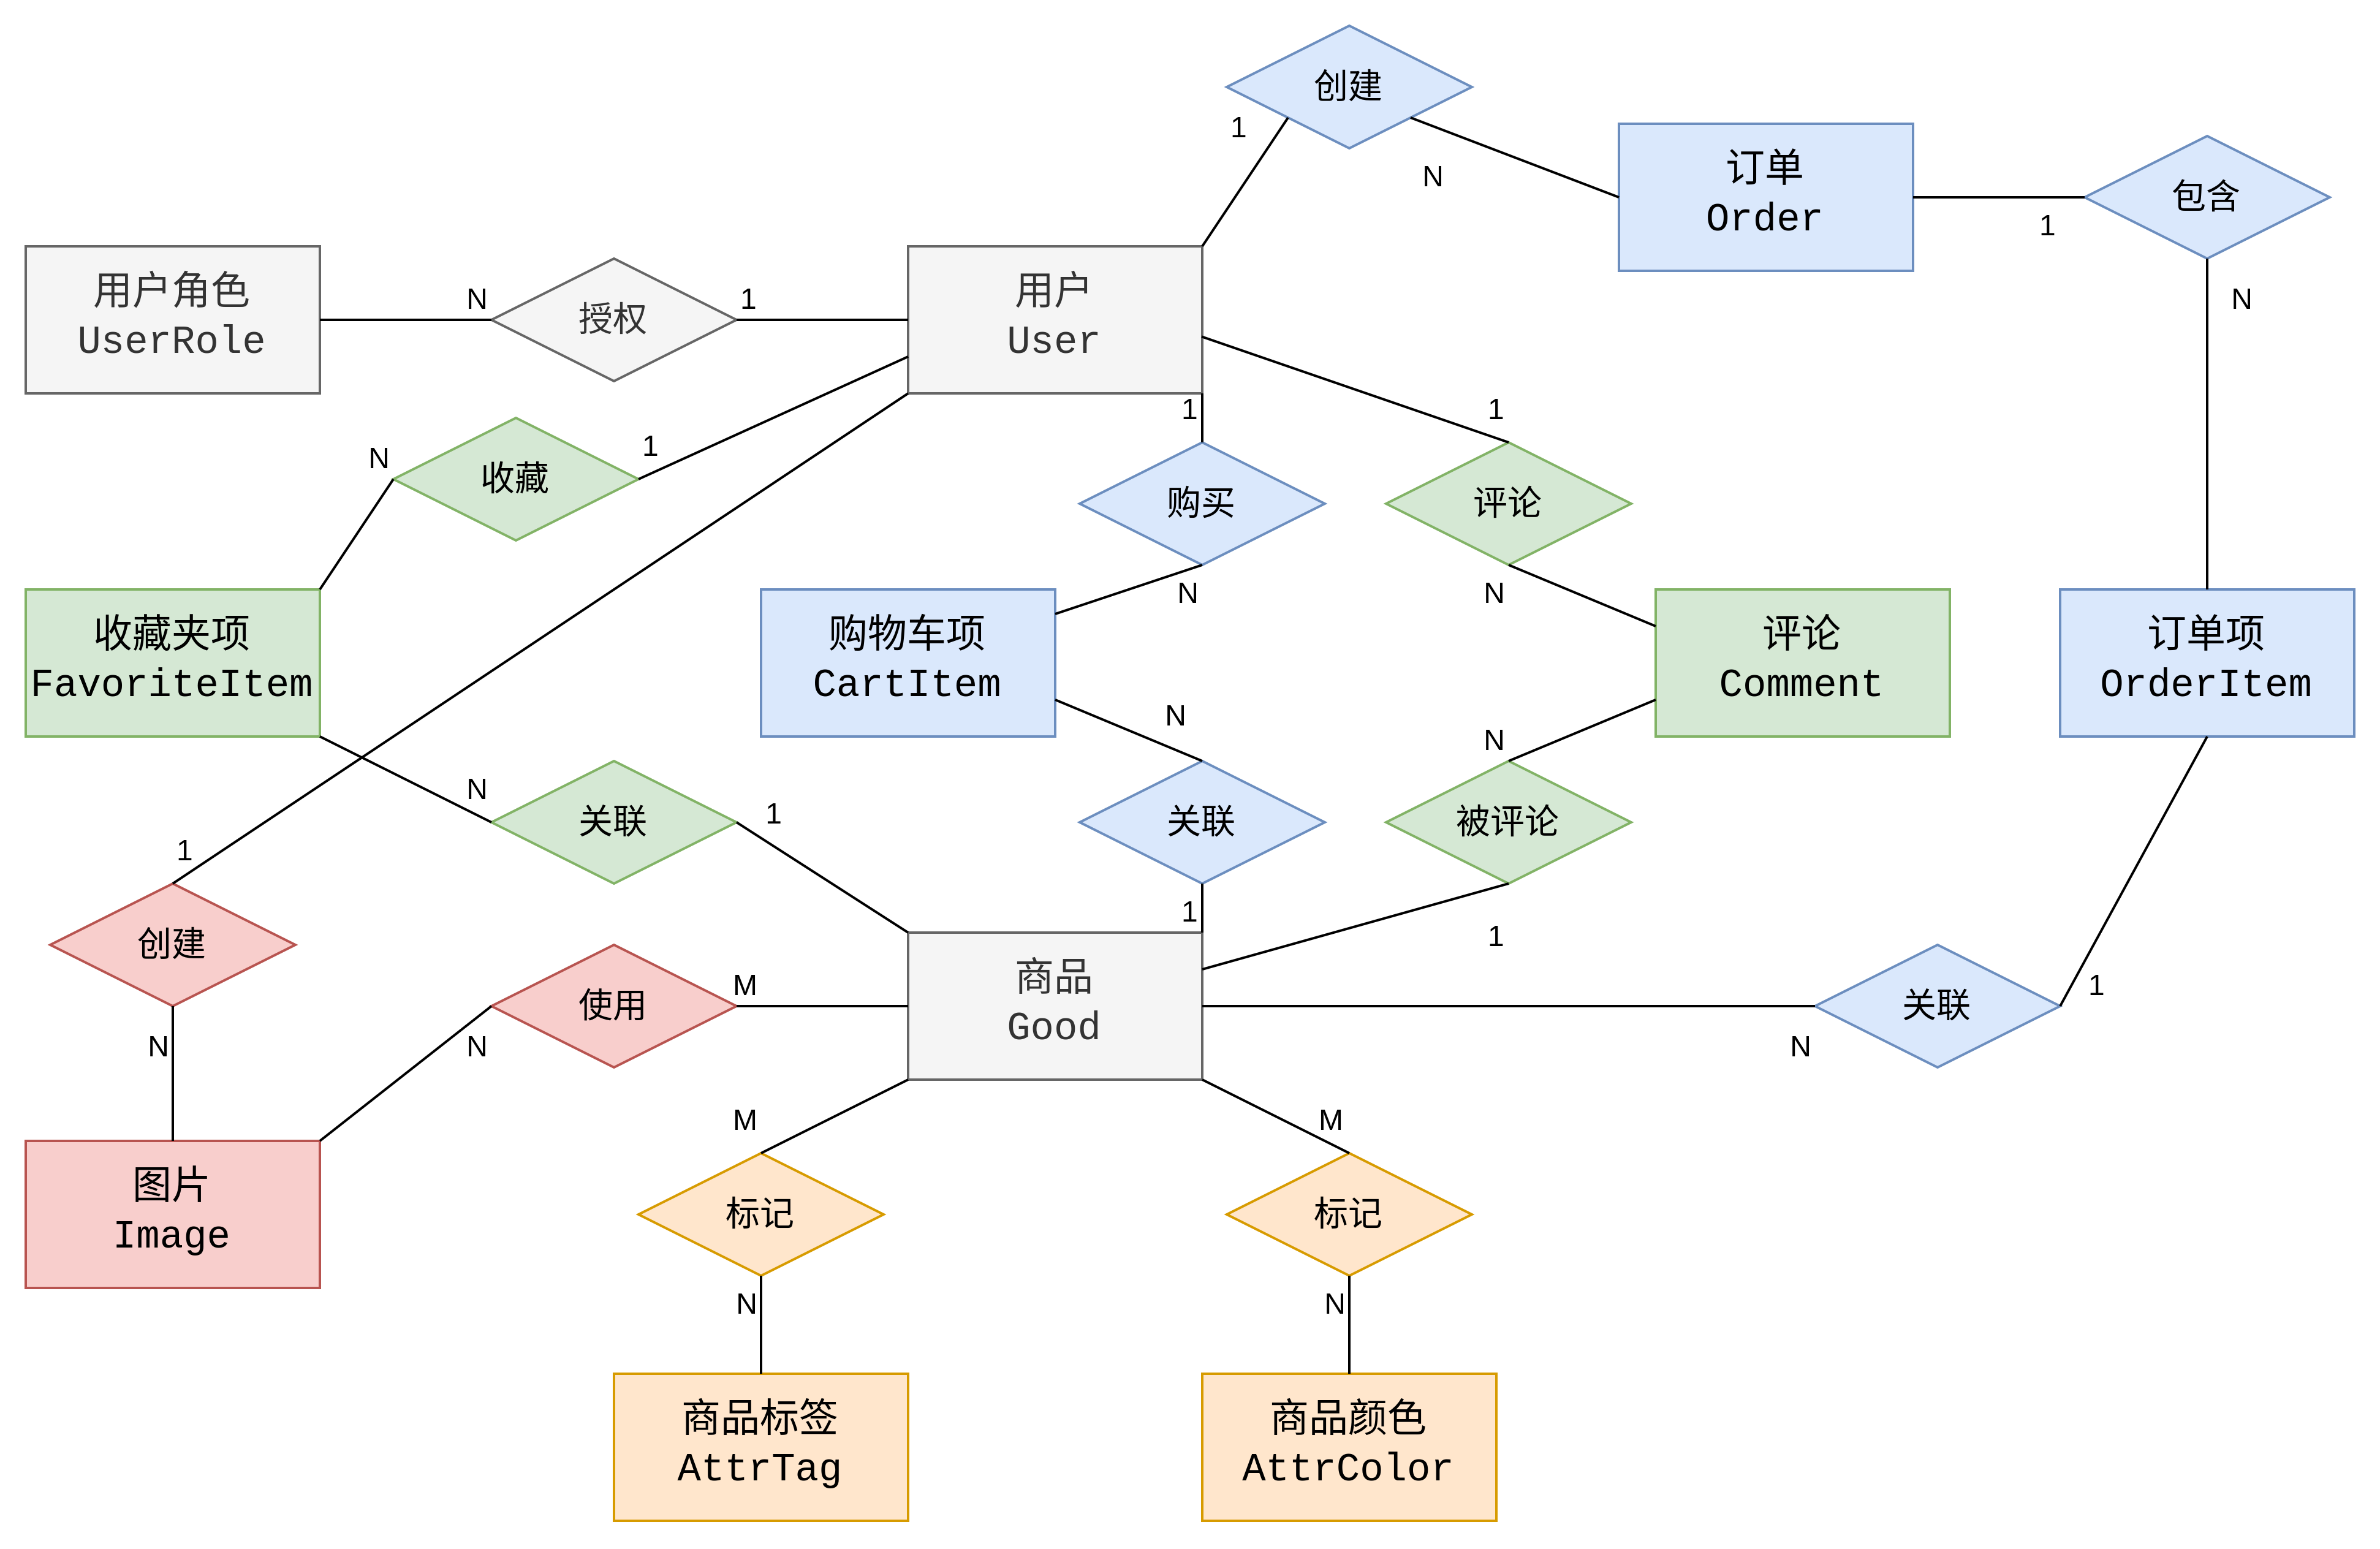 创建
1
N
订单
Order
1
包含
N
用户角色
UserRole
N
授权
1
用户
User
N
收藏
1
1
购买
N
1
评论
N
收藏夹项
FavoriteItem
购物车项
CartItem
评论
Comment
订单项
OrderItem
N
关联
1
N
关联
1
N
被评论
1
1
创建
N
N
使用
M
商品
Good
N
关联
1
图片
Image
M
标记
N
M
标记
N
商品标签
AttrTag
商品颜色
AttrColor